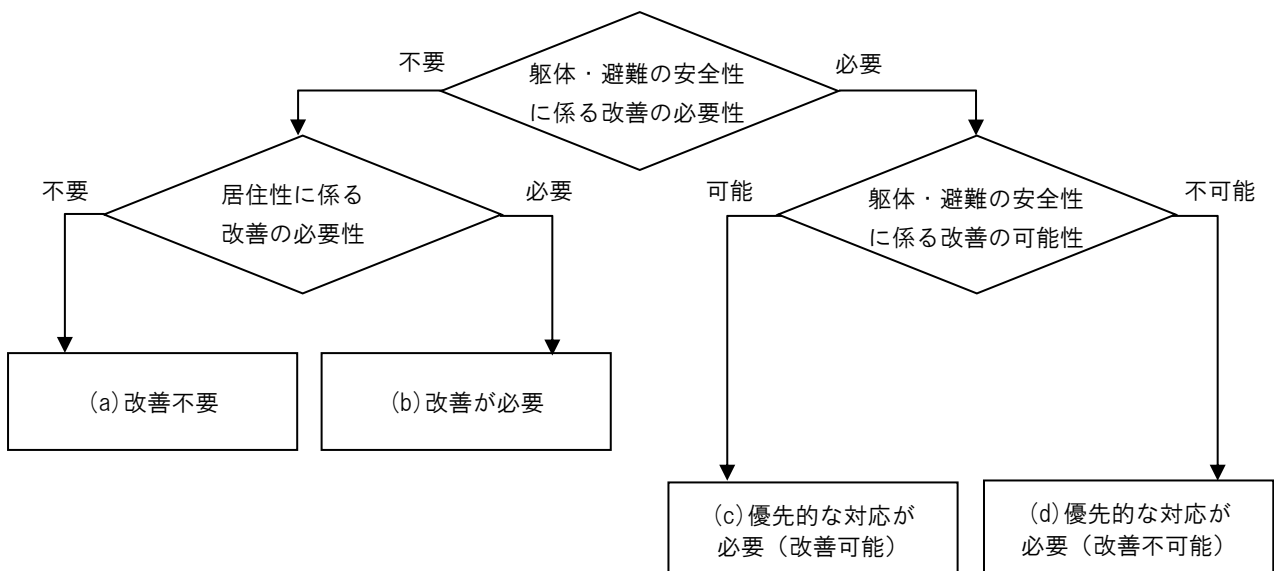 不要
躯体・避難の安全性
に係る改善の必要性
必要
不要
居住性に係る
改善の必要性
必要
可能
躯体・避難の安全性
に係る改善の可能性
不可能
(a)改善不要
(b)改善が必要
(c)優先的な対応が
必要（改善可能）
(d)優先的な対応が
必要（改善不可能）